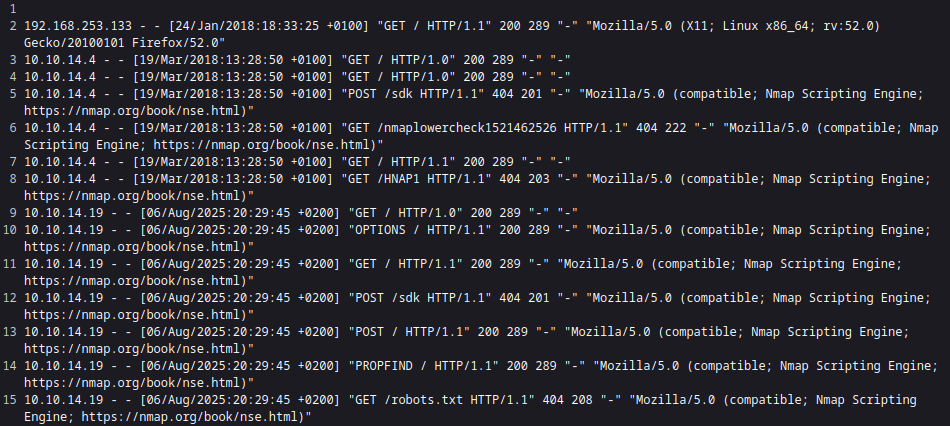 1
2 192.168.253.133 - - [24/Jan/2018:18:33:25 +0100] "GET / HTTP/1.1" 200 289 "-" "Mozilla/5.0 (X11; Linux x86_64; rv:52.0)
Gecko/20100101 Firefox/52.0"
3 10.10.14.4 - - [19/Mar/2018:13:28:50 +0100] "GET / HTTP/1.0" 200 289 "-" "-"
4 10.10.14.4 - - [19/Mar/2018:13:28:50 +0100] "GET / HTTP/1.0" 200 289 "-" "-"
5 10.10.14.4 - - [19/Mar/2018:13:28:50 +0100] "POST /sdk HTTP/1.1" 404 201 "-" "Mozilla/5.0 (compatible; Nmap Scripting Engine;
https://nmap.org/book/nse.html)"
6 10.10.14.4 - - [19/Mar/2018:13:28:50 +0100] "GET /nmaplowercheck1521462526 HTTP/1.1" 404 222 "-" "Mozilla/5.0 (compatible; Nmap
Scripting Engine; https://nmap.org/book/nse.html)"
7 10.10.14.4 - - [19/Mar/2018:13:28:50 +0100] "GET / HTTP/1.1" 200 289 "-" "-"
8 10.10.14.4 - - [19/Mar/2018:13:28:50 +0100] "GET /HNAP1 HTTP/1.1" 404 203 "-" "Mozilla/5.0 (compatible; Nmap Scripting Engine;
https://nmap.org/book/nse.html)"
9 10.10.14.19 - - [06/Aug/2025:20:29:45 +0200] "GET / HTTP/1.0" 200 289 "-" "-"
10 10.10.14.19 - - [06/Aug/2025:20:29:45 +0200] "OPTIONS / HTTP/1.1" 200 289 "-" "Mozilla/5.0 (compatible; Nmap Scripting Engine;
https://nmap.org/book/nse.html)"
11 10.10.14.19 - - [06/Aug/2025:20:29:45 +0200] "GET / HTTP/1.1" 200 289 "-" "Mozilla/5.0 (compatible; Nmap Scripting Engine;
https://nmap.org/book/nse.html)"
12 10.10.14.19 - - [06/Aug/2025:20:29:45 +0200] "POST /sdk HTTP/1.1" 404 201 "-" "Mozilla/5.0 (compatible; Nmap Scripting Engine;
https://nmap.org/book/nse.html)"
13 10.10.14.19 - - [06/Aug/2025:20:29:45 +0200] "POST / HTTP/1.1" 200 289 "-" "Mozilla/5.0 (compatible; Nmap Scripting Engine;
https://nmap.org/book/nse.html)"
14 10.10.14.19 - - [06/Aug/2025:20:29:45 +0200] "PROPFIND / HTTP/1.1" 200 289 "-" "Mozilla/5.0 (compatible; Nmap Scripting Engine;
https://nmap.org/book/nse.html)"
15 10.10.14.19 - - [06/Aug/2025:20:29:45 +0200] "GET /robots.txt HTTP/1.1" 404 208 "-" "Mozilla/5.0 (compatible; Nmap Scripting
Engine; https://nmap.org/book/nse.html)"